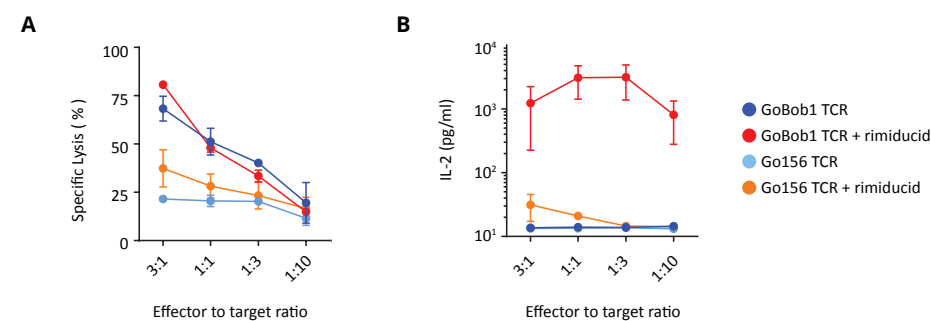 A
100
75
50
25
0
Specific Lysis ( % )
3:1
1:1
1:3
1:10
Effector to target ratio
B
10⁴
10³
10²
10¹
IL-2 (pg/ml)
3:1
1:1
1:3
1:10
Effector to target ratio
GoBob1 TCR
GoBob1 TCR + rimiducid
Go156 TCR
Go156 TCR + rimiducid